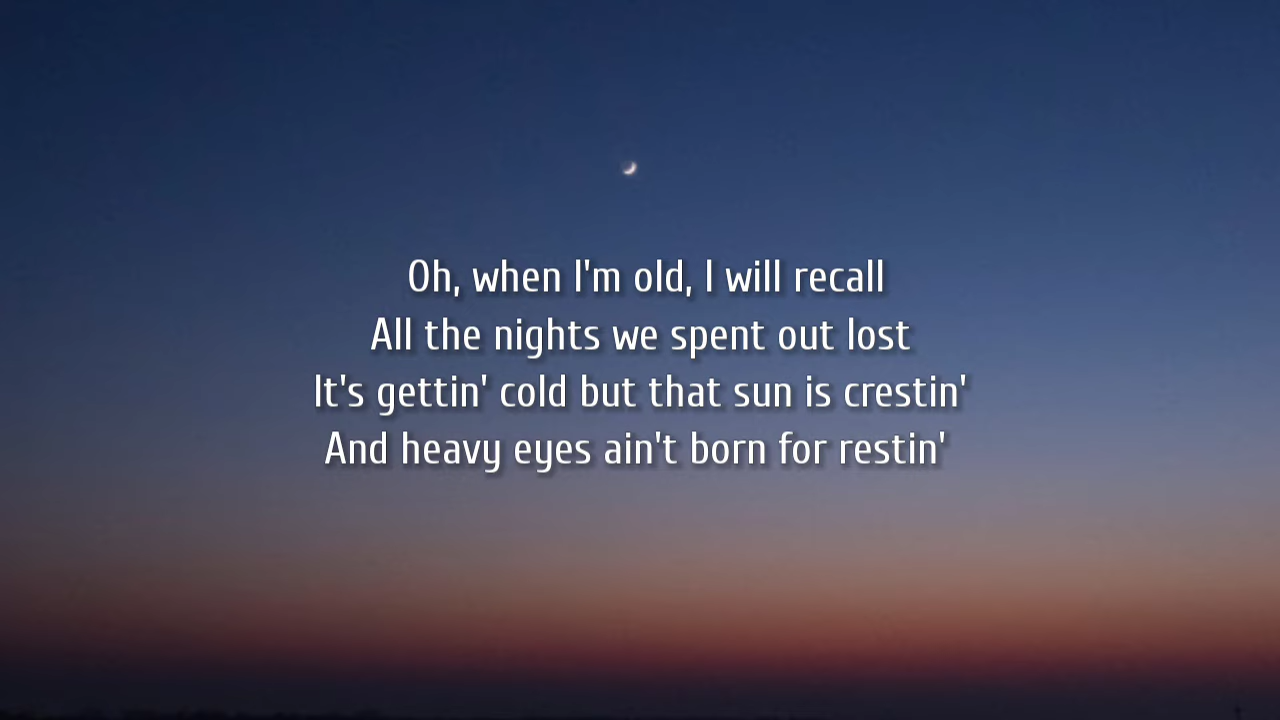 Oh, when I'm old, I will recall
All the nights we spent out lost
It's gettin' cold but that sun is crestin'
And heavy eyes ain't born for restin'